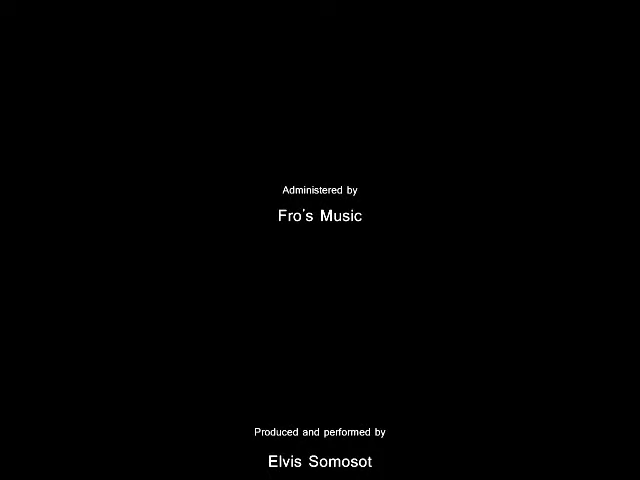 Administered by
Fro's Music
Produced and performed by
Elvis Somosot